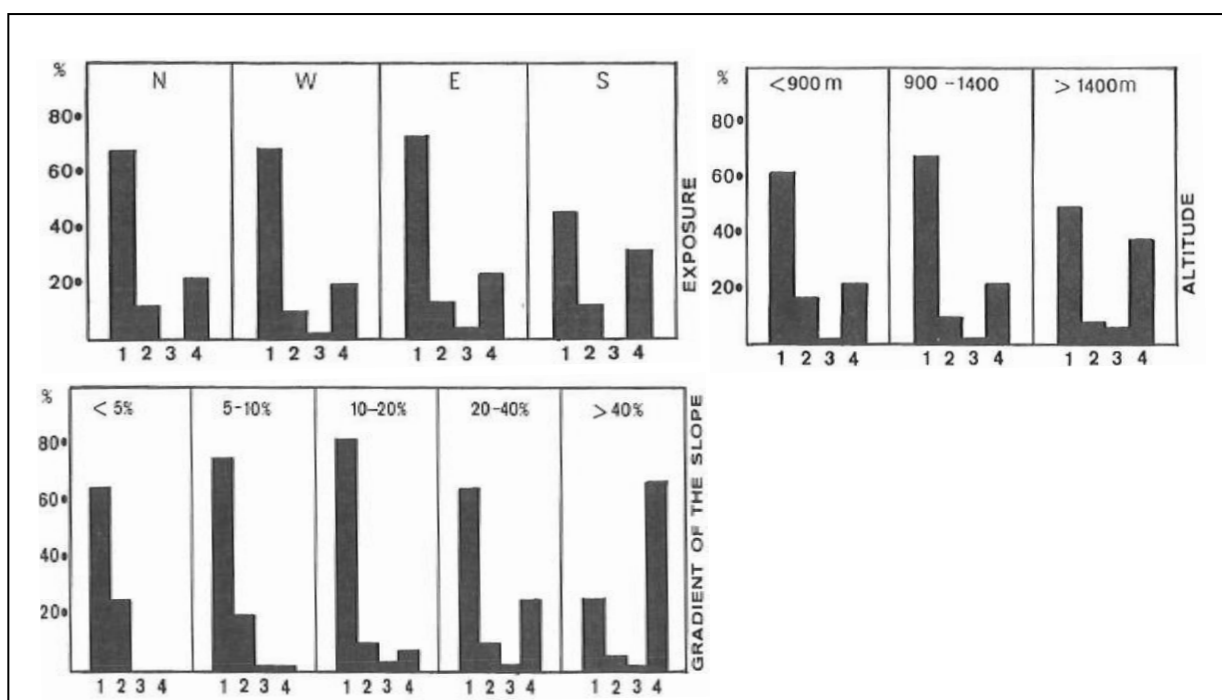 % N W E S
80
60
40
20
1 2 3 4 1 2 3 4 1 2 3 4 1 2 3 4
EXPOSURE
% <900 m 900 - 1400 > 1400 m
80
60
40
20
1 2 3 4 1 2 3 4 1 2 3 4
ALTITUDE
% < 5% 5-10% 10-20% 20-40% > 40%
80
60
40
20
1 2 3 4 1 2 3 4 1 2 3 4 1 2 3 4 1 2 3 4
GRADIENT OF THE SLOPE